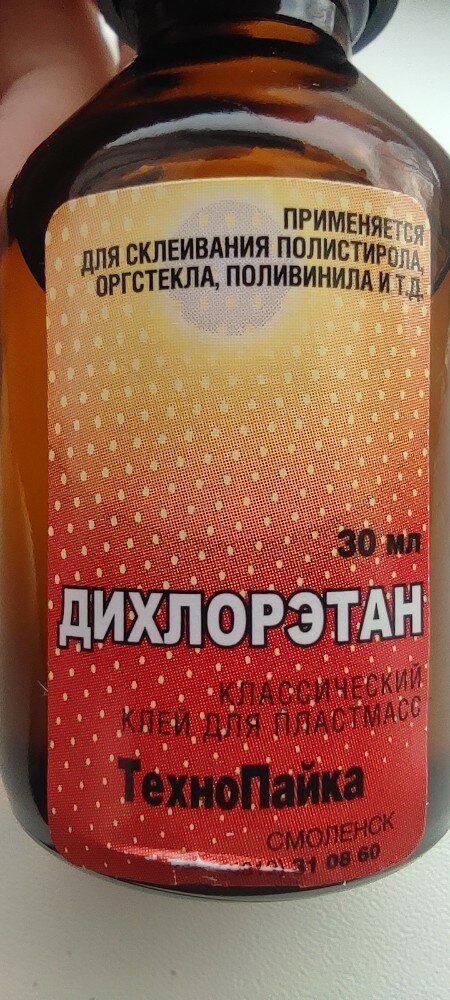 ПРИМЕНЯЕТСЯ
ДЛЯ СКЛЕИВАНИЯ ПОЛИСТИРОЛА,
ОРГСТЕКЛА, ПОЛИВИНИЛА И Т.Д.
30 мл
ДИХЛОРЭТАН
КЛАССИЧЕСКИЙ
КЛЕЙ ДЛЯ ПЛАСТМАСС
ТехноПайка
СМОЛЕНСК
31 08 60